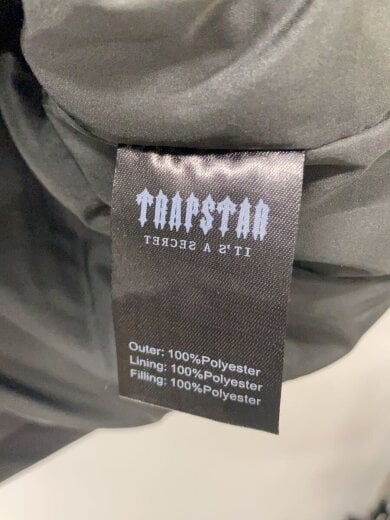 TRAPSTAR
IT'S A SECRET
Outer: 100%Polyester
Lining: 100%Polyester
Filling: 100%Polyester